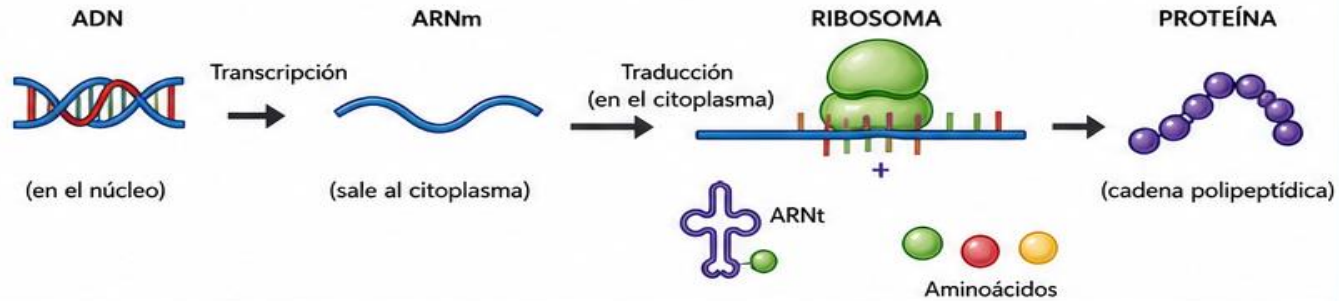 ADN
ARNm
RIBOSOMA
PROTEÍNA
Transcripción
Traducción
(en el citoplasma)
(en el núcleo)
(sale al citoplasma)
+
(cadena polipeptídica)
ARNt
Aminoácidos